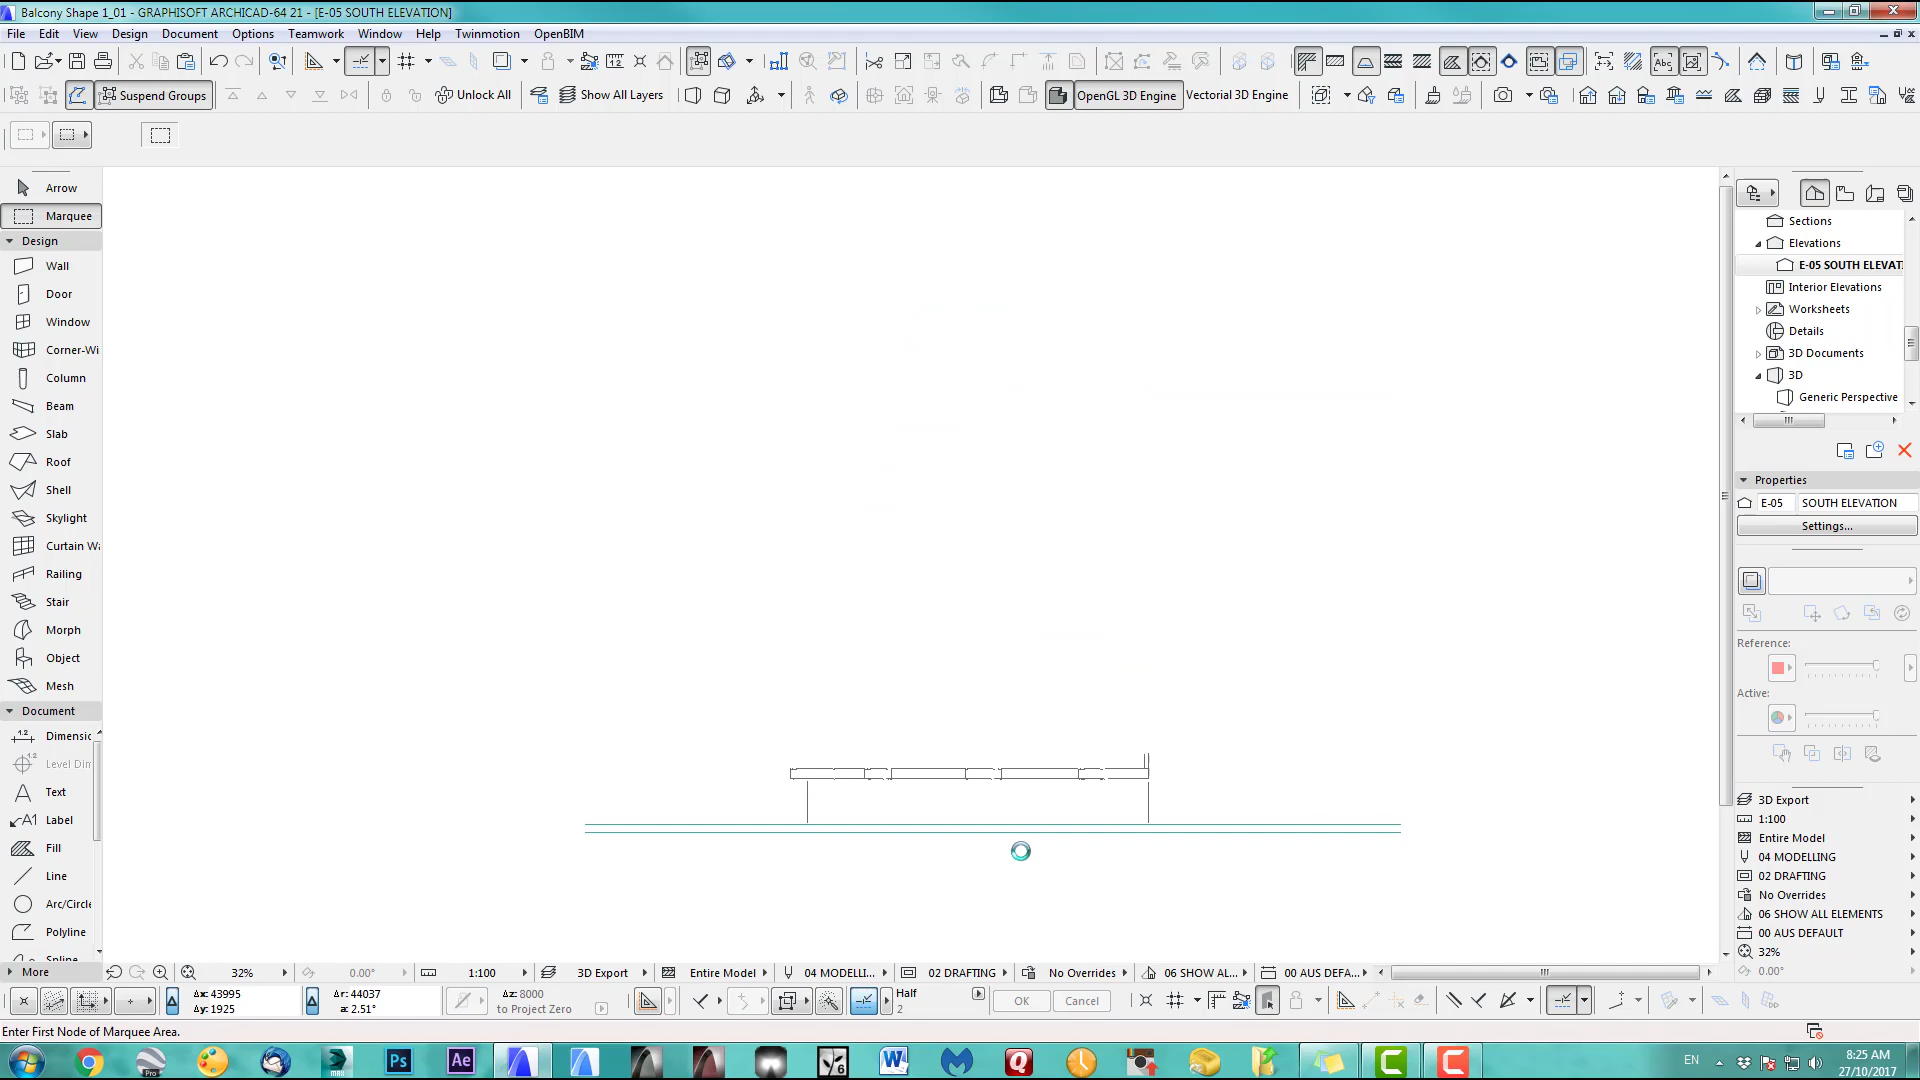 Balcony Shape 1_01 - GRAPHISOFT ARCHICAD-64 21 - [E-05 SOUTH ELEVATION]
File Edit View Design Document Options Teamwork Window Help Twinmotion OpenBIM
Suspend Groups Unlock All Show All Layers OpenGL 3D Engine Vectorial 3D Engine
Arrow
Marquee
Design
Wall
Door
Window
Corner-Wi
Column
Beam
Slab
Roof
Shell
Skylight
Curtain Wa
Railing
Stair
Morph
Object
Mesh
Document
Dimensic
Level Dim
Text
Label
Fill
Line
Arc/Circle
Polyline
Spline
More
Sections
Elevations
E-05 SOUTH ELEVAT
Interior Elevations
Worksheets
Details
3D Documents
3D
Generic Perspective
Properties
E-05 SOUTH ELEVATION
Settings...
Reference:
Active:
3D Export
1:100
Entire Model
04 MODELLING
02 DRAFTING
No Overrides
06 SHOW ALL ELEMENTS
00 AUS DEFAULT
32%
0.00°
32% 0.00° 1:100 3D Export Entire Model 04 MODELLI... 02 DRAFTING No Overrides 06 SHOW AL... 00 AUS DEFA...
Δx: 43995 Δr: 44037 Δz: 8000 Half
Δy: 1925 a: 2.51° to Project Zero 2 OK Cancel
Enter First Node of Marquee Area.
EN 8:25 AM
27/10/2017